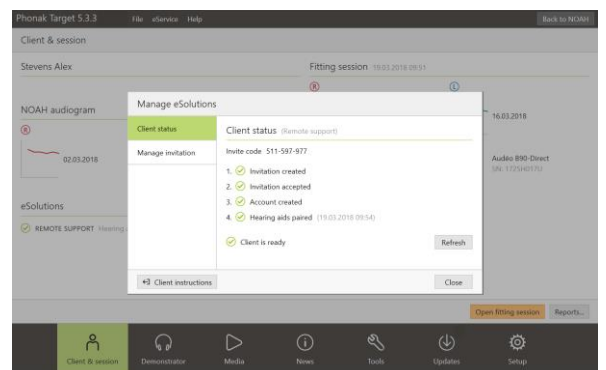 Phonak Target 5.3.3 File eService Help Back to NOAH
Client & session
Stevens Alex
Fitting session 19.03.2018 09:51
R L
NOAH audiogram
R
02.03.2018
16.03.2018
Audéo B90-Direct
eSolutions
REMOTE SUPPORT Hearing
Manage eSolutions
Client status
Manage invitation
Client status (Remote support)
Invite code 511-597-977
1. Invitation created
2. Invitation accepted
3. Account created
4. Hearing aids paired (19.03.2018 09:54)
Client is ready
Refresh
Client instructions
Close
Open fitting session Reports...
Client & session Demonstrator Media News Tools Updates Setup